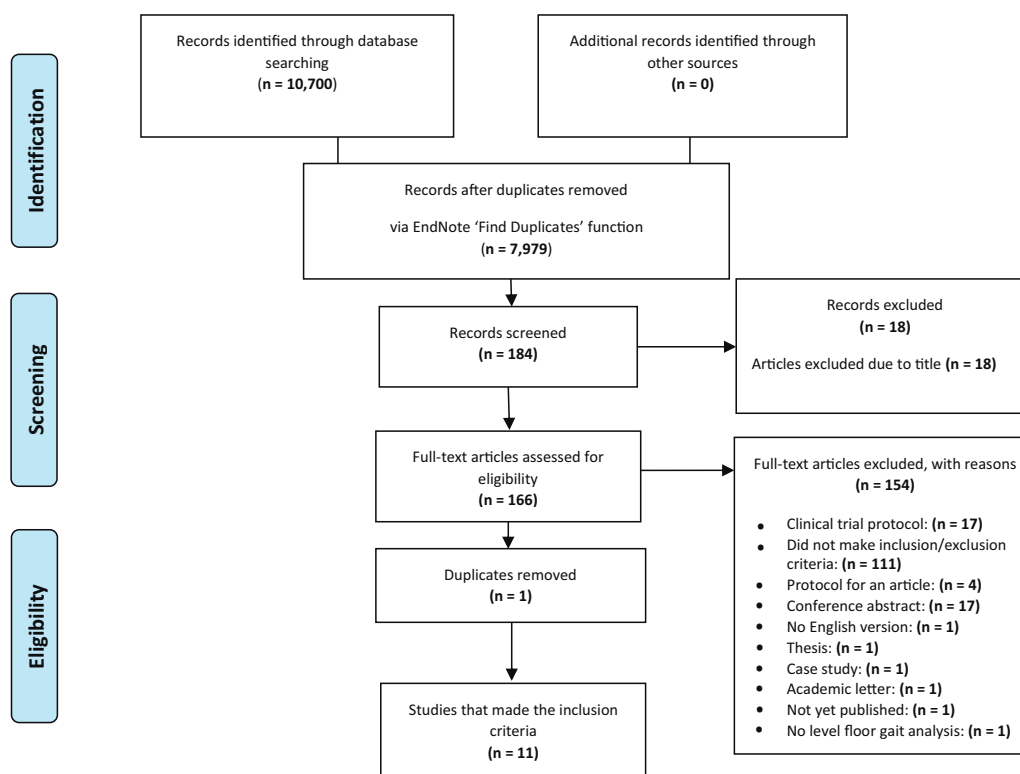 Identification
Records identified through database
searching
(n = 10,700)
Additional records identified through
other sources
(n = 0)
Records after duplicates removed
via EndNote ‘Find Duplicates’ function
(n = 7,979)
Screening
Records screened
(n = 184)
Records excluded
(n = 18)
Articles excluded due to title (n = 18)
Full-text articles assessed for
eligibility
(n = 166)
Full-text articles excluded, with reasons
(n = 154)
• Clinical trial protocol: (n = 17)
• Did not make inclusion/exclusion
criteria: (n = 111)
• Protocol for an article: (n = 4)
• Conference abstract: (n = 17)
• No English version: (n = 1)
• Thesis: (n = 1)
• Case study: (n = 1)
• Academic letter: (n = 1)
• Not yet published: (n = 1)
• No level floor gait analysis: (n = 1)
Eligibility
Duplicates removed
(n = 1)
Studies that made the inclusion
criteria
(n = 11)